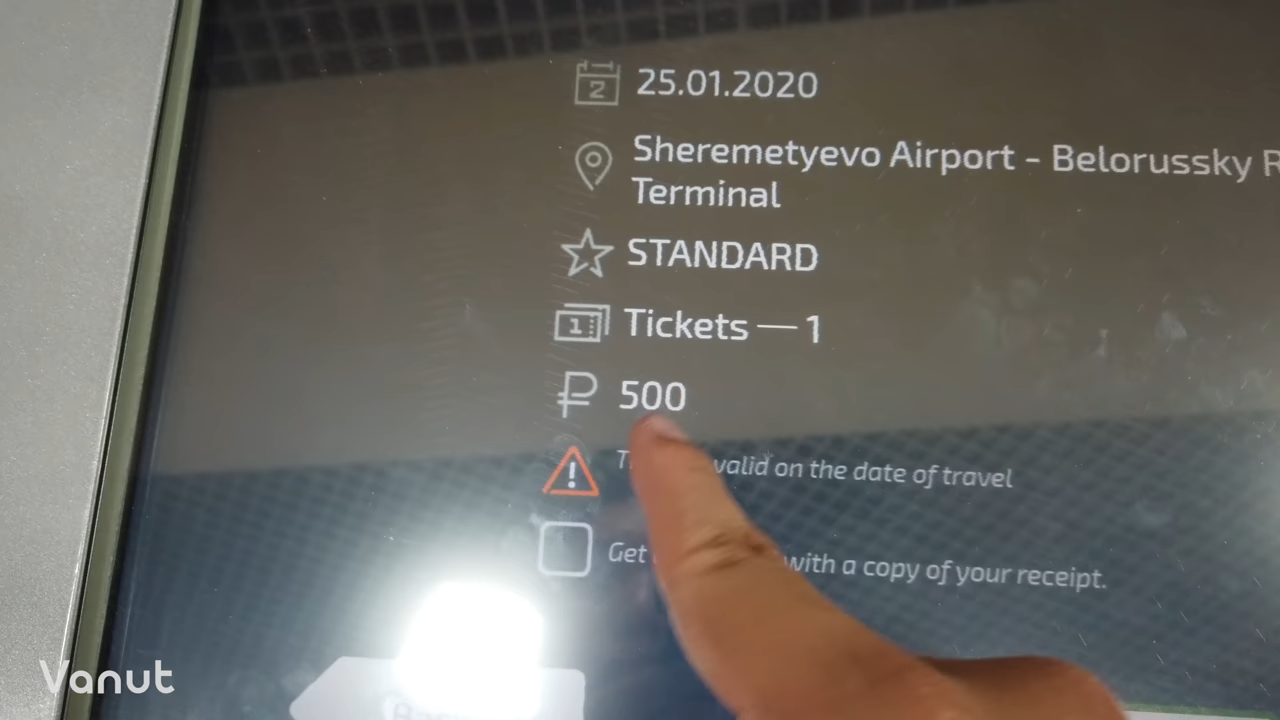 25.01.2020
Sheremetyevo Airport - Belorussky
Terminal
STANDARD
Tickets — 1
₽ 500
valid on the date of travel
Get with a copy of your receipt.
Vanut